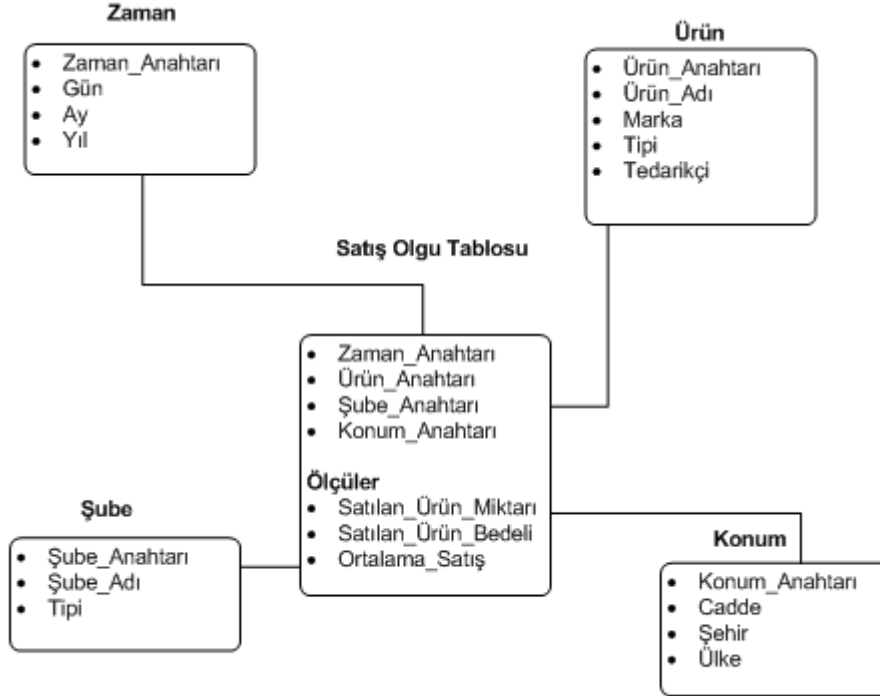 Zaman
Zaman_Anahtarı
Gün
Ay
Yıl
Ürün
Ürün_Anahtarı
Ürün_Adı
Marka
Tipi
Tedarikçi
Satış Olgu Tablosu
Zaman_Anahtarı
Ürün_Anahtarı
Şube_Anahtarı
Konum_Anahtarı
Ölçüler
Satılan_Ürün_Miktarı
Satılan_Ürün_Bedeli
Ortalama_Satış
Şube
Şube_Anahtarı
Şube_Adı
Tipi
Konum
Konum_Anahtarı
Cadde
Şehir
Ülke